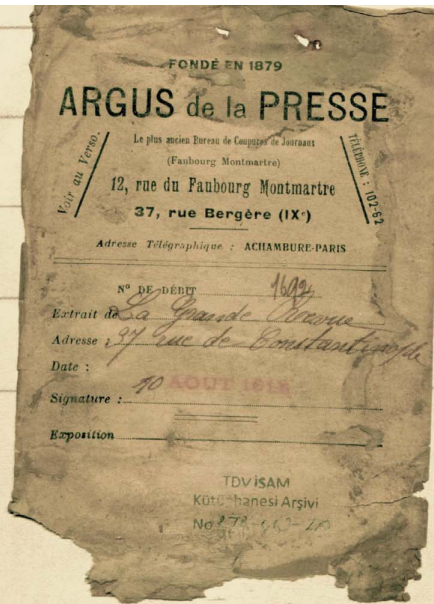 FONDÉ EN 1879
ARGUS de la PRESSE
Le plus ancien Bureau de Coupures de Journaux
(Faubourg Montmartre)
Voir au Verso.
12, rue du Faubourg Montmartre
TÉLÉPHONE : 102-62
37, rue Bergère (IXe)
Adresse Télégraphique : ACHAMBURE-PARIS
N° DE DÉBIT
Extrait de La Grande Revue
Adresse : 37 rue de Constantinople
Date :
10 AOUT
Signature :
Exposition
TDV İSAM
Kütüphanesi Arşivi
No